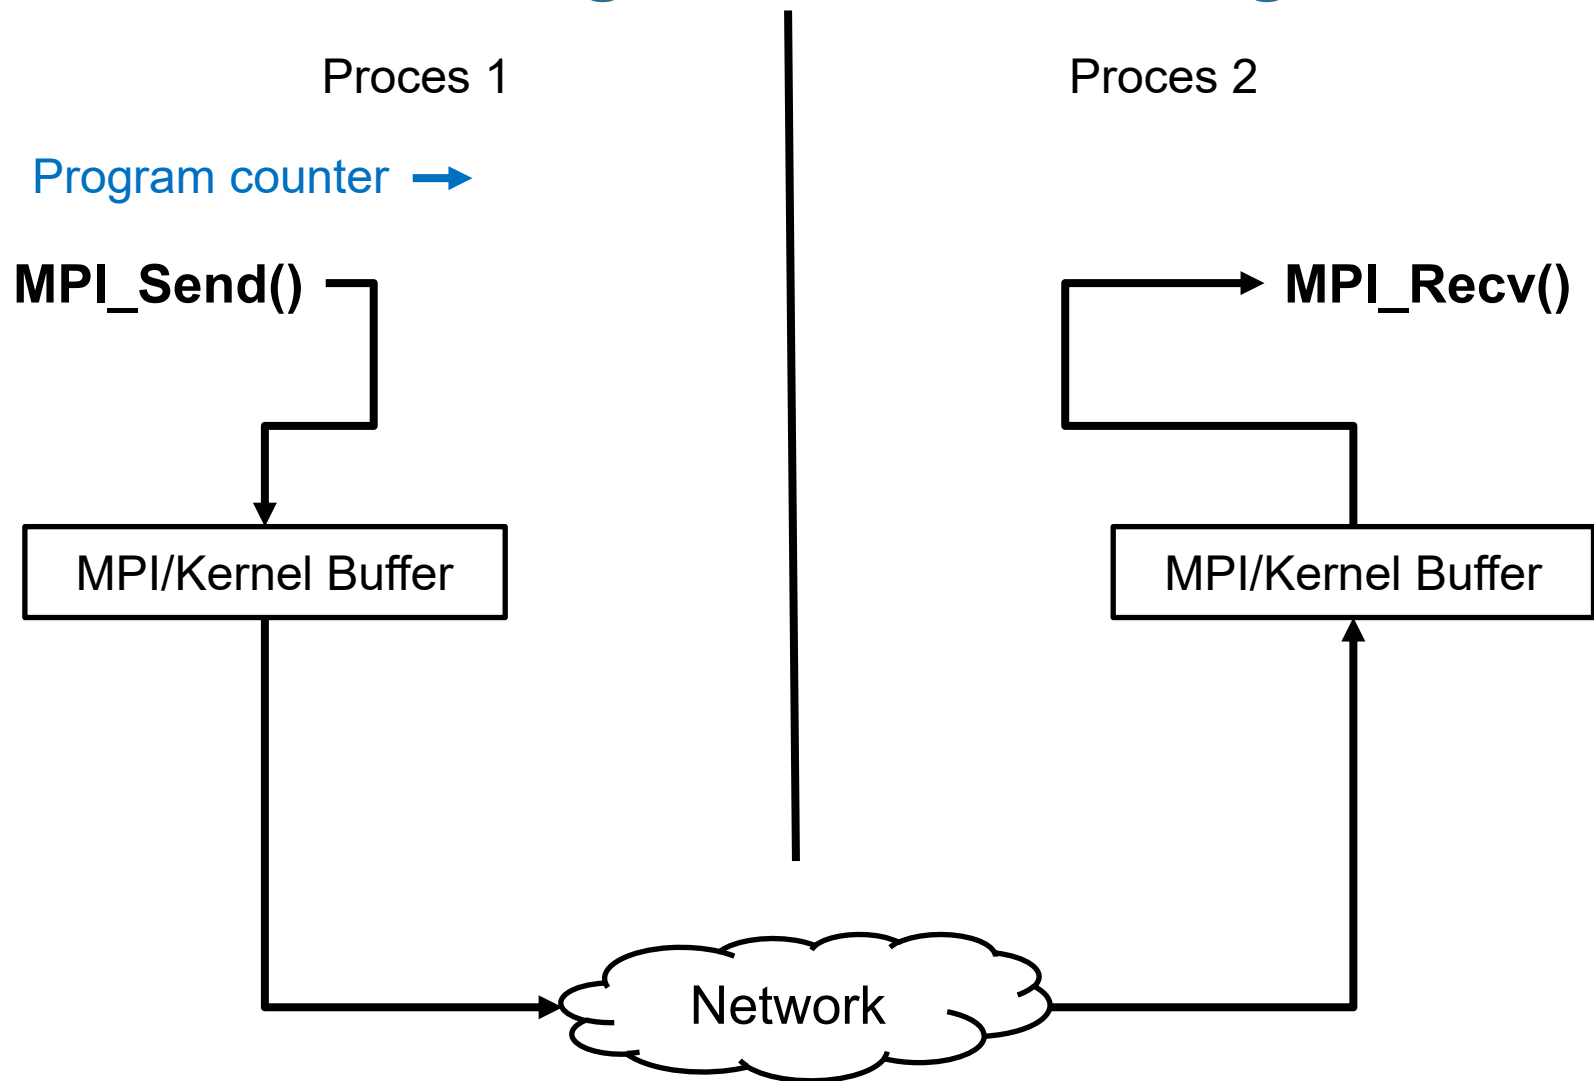 Proces 1
Proces 2
Program counter
MPI_Send()
MPI_Recv()
MPI/Kernel Buffer
MPI/Kernel Buffer
Network